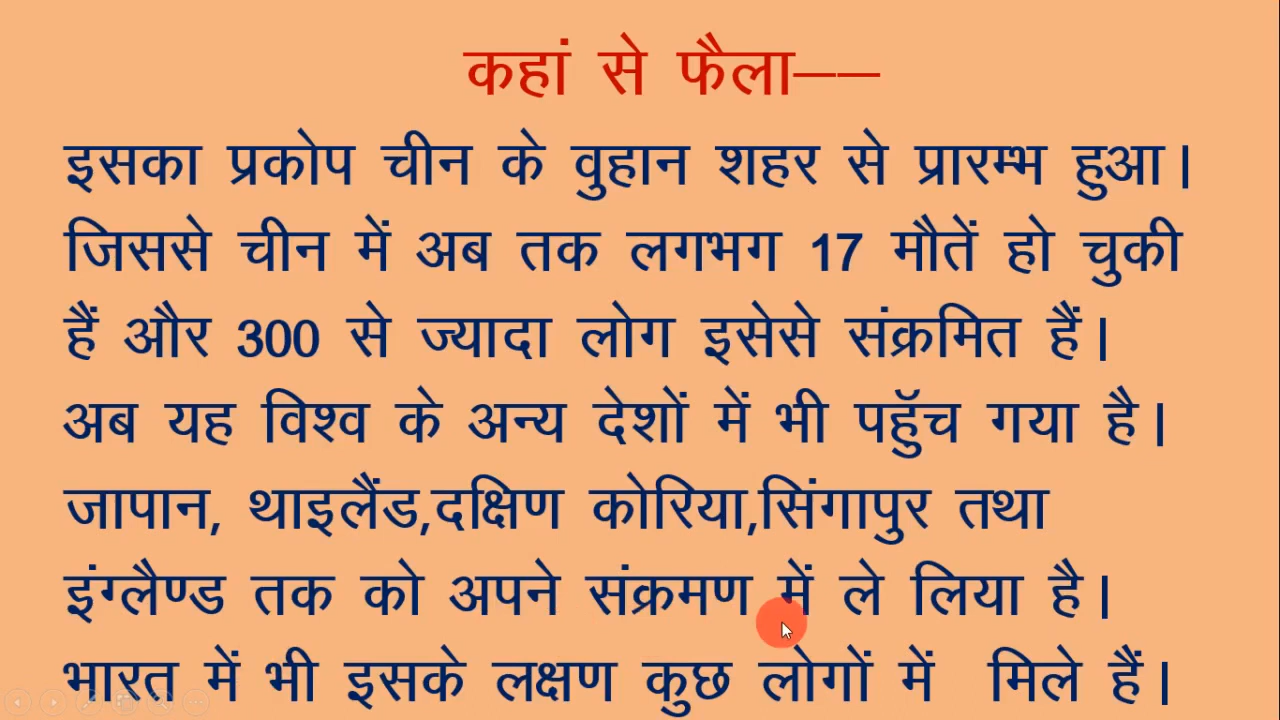 कहां से फैला——
इसका प्रकोप चीन के वुहान शहर से प्रारम्भ हुआ।
जिससे चीन में अब तक लगभग 17 मौतें हो चुकी
हैं और 300 से ज्यादा लोग इसेसे संक्रमित हैं।
अब यह विश्व के अन्य देशों में भी पहुॅच गया है।
जापान, थाइलैंड,दक्षिण कोरिया,सिंगापुर तथा
इंग्लैण्ड तक को अपने संक्रमण में ले लिया है।
भारत में भी इसके लक्षण कुछ लोगों में मिले हैं।